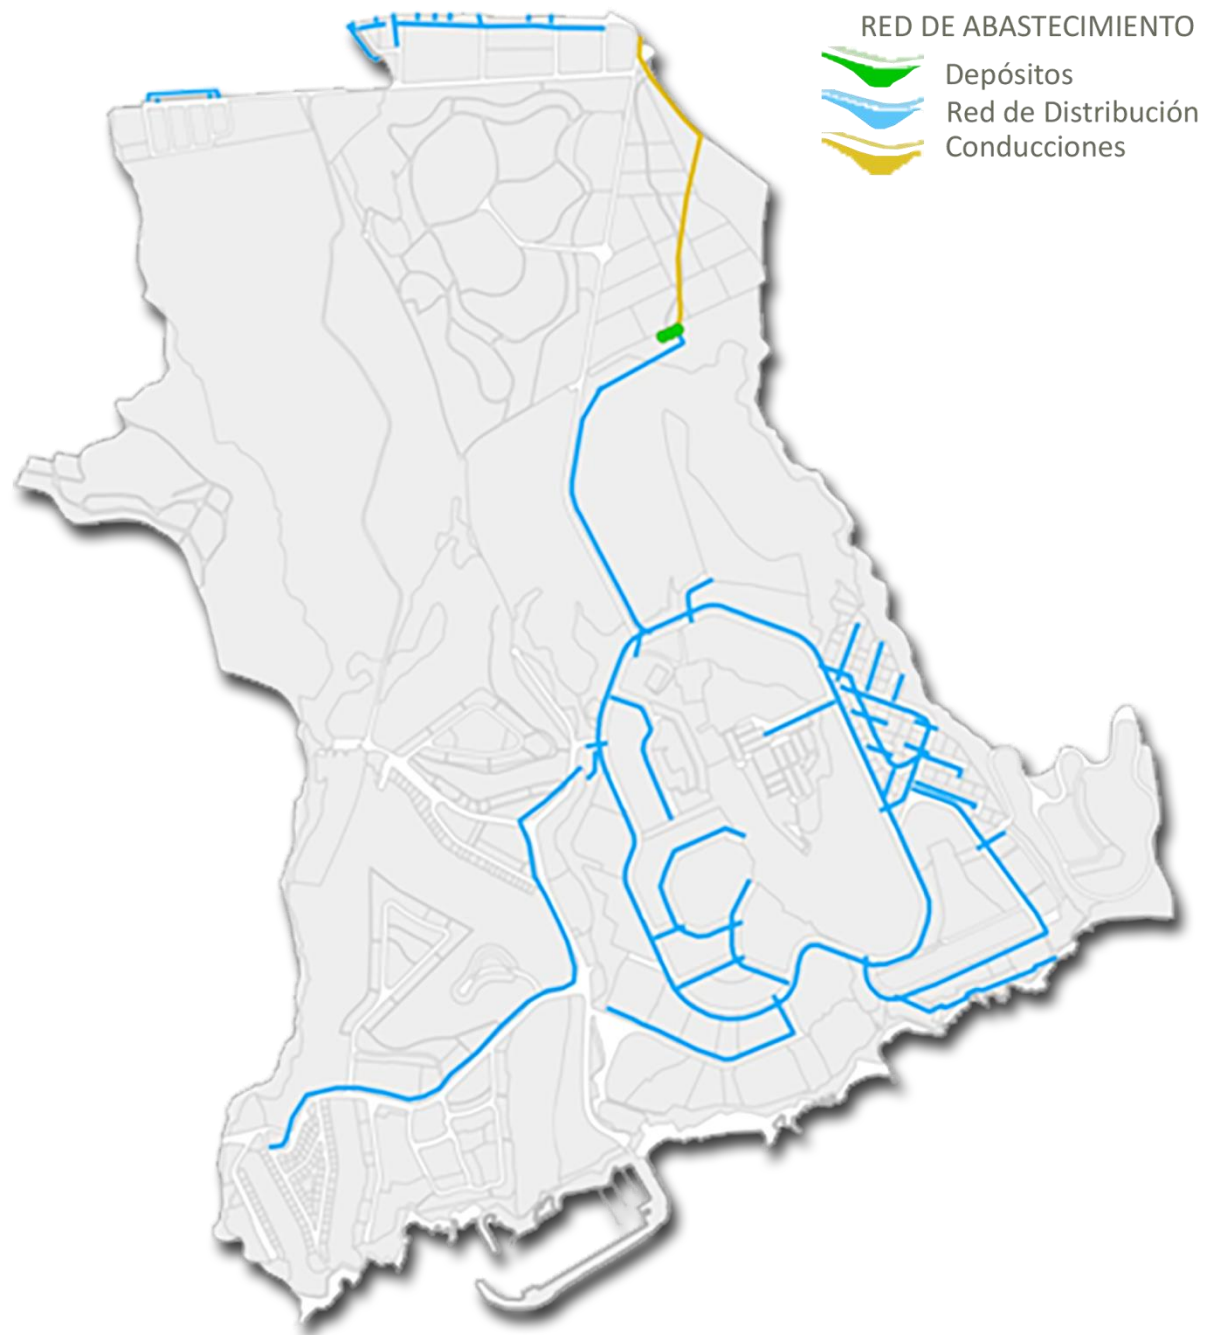 RED DE ABASTECIMIENTO
Depósitos
Red de Distribución
Conducciones